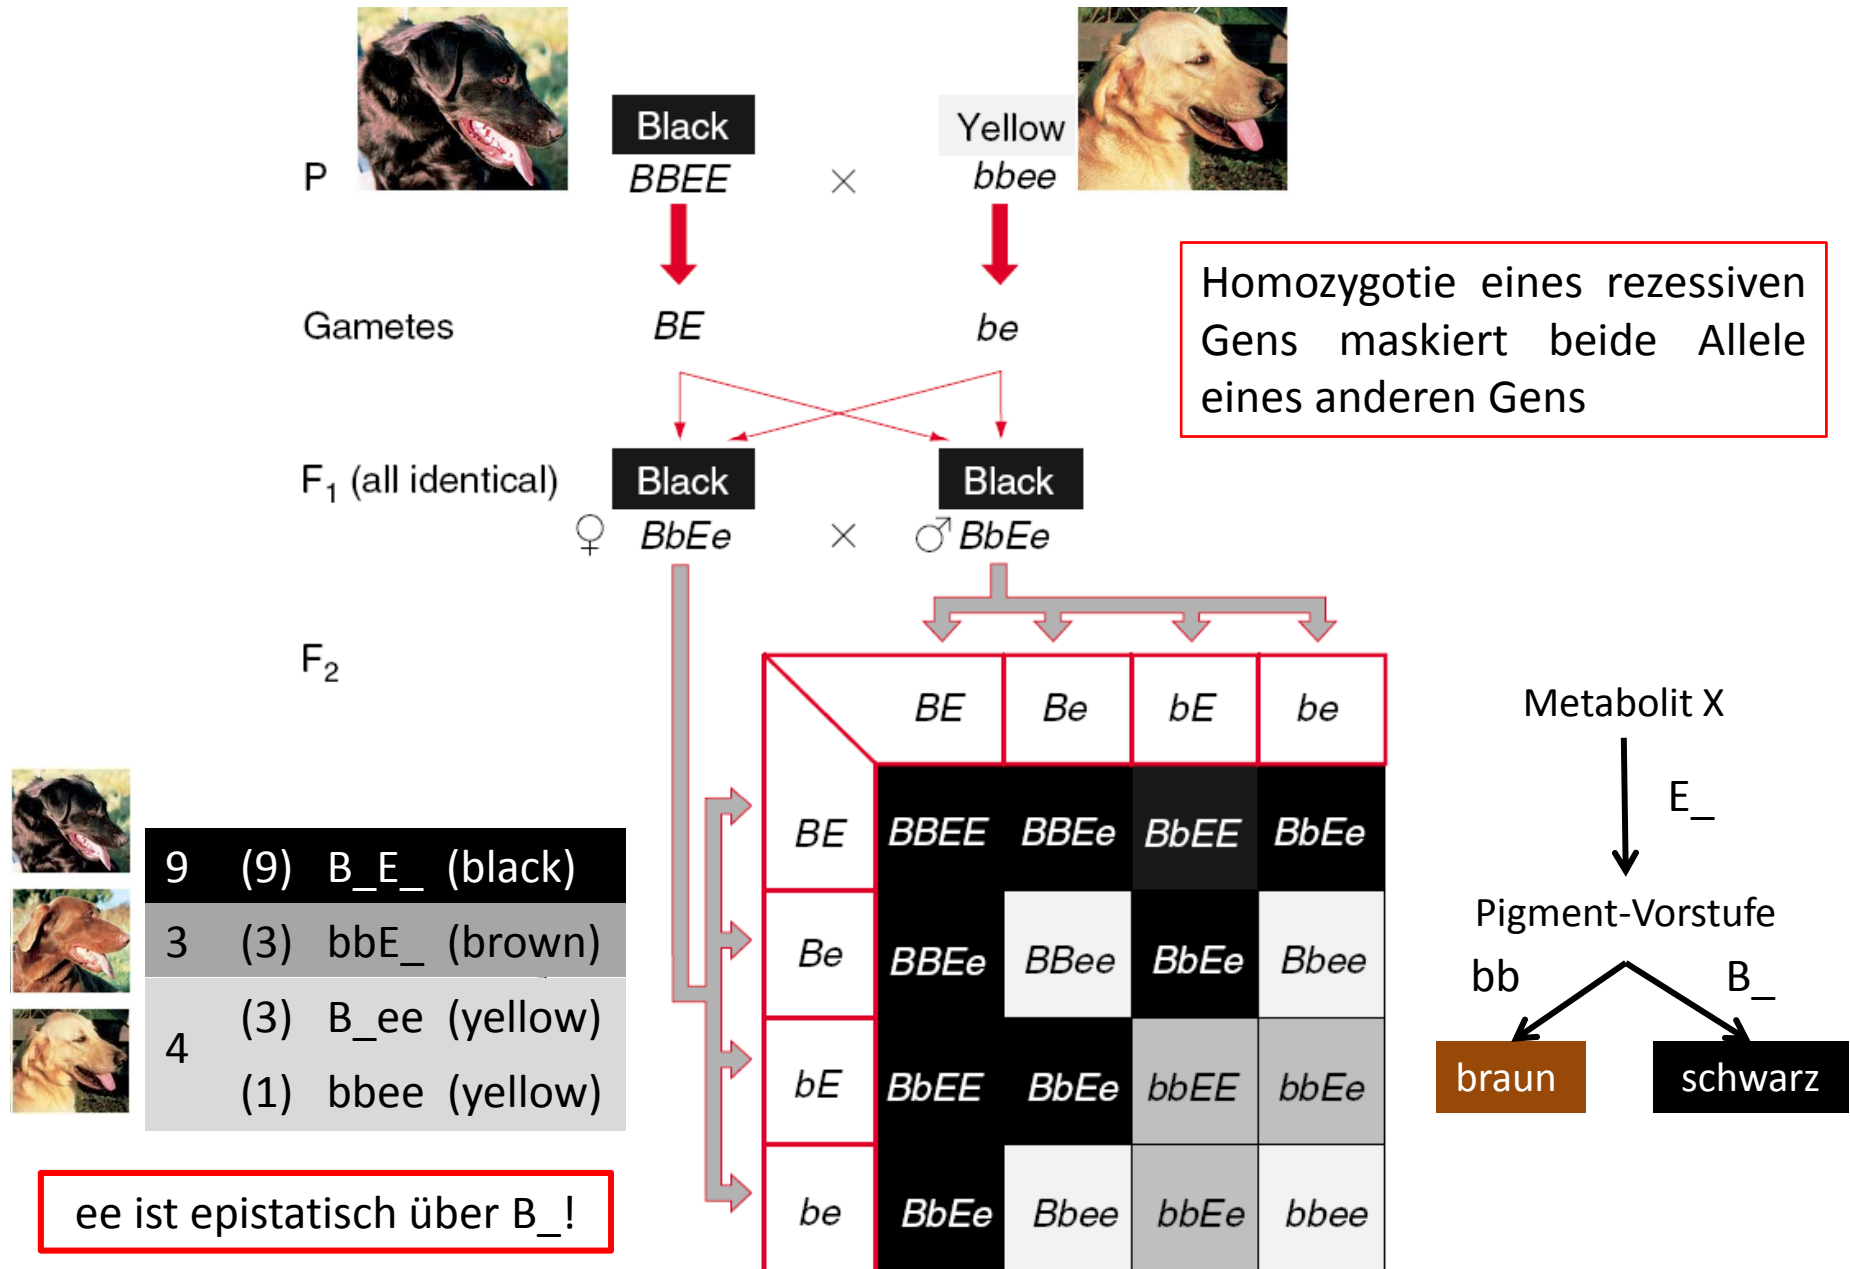 Black
Yellow
P
BBEE
×
bbee
Homozygotie eines rezessiven
Gens maskiert beide Allele
eines anderen Gens
Gametes
BE
be
F₁ (all identical)
Black
Black
♀ BbEe
×
♂ BbEe
F₂
BE
Be
bE
be
BE
BBEE
BBEe
BbEE
BbEe
Be
BBEe
BBee
BbEe
Bbee
bE
BbEE
BbEe
bbEE
bbEe
be
BbEe
Bbee
bbEe
bbee
9 (9) B_E_ (black)
3 (3) bbE_ (brown)
4
(3) B_ee (yellow)
(1) bbee (yellow)
ee ist epistatisch über B_!
Metabolit X
E_
Pigment-Vorstufe
bb
B_
braun
schwarz